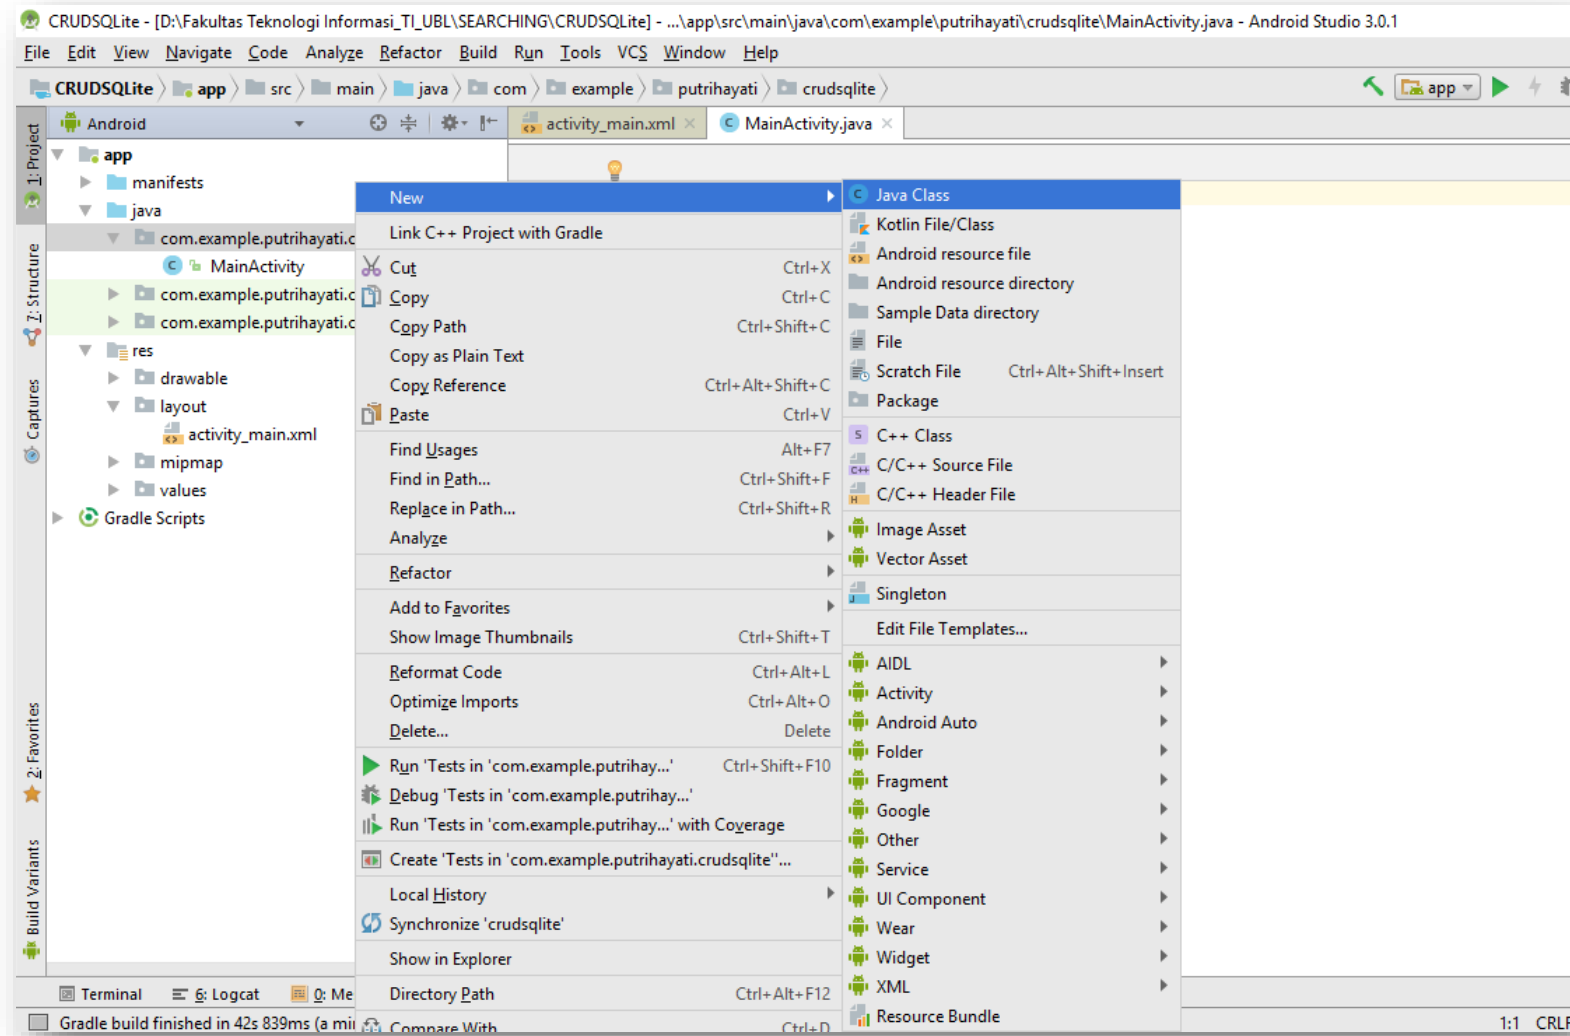 CRUDSQLite - [D:\Fakultas Teknologi Informasi_TI_UBL\SEARCHING\CRUDSQLite] - ...\app\src\main\java\com\example\putrihayati\crudsqlite\MainActivity.java - Android Studio 3.0.1
File Edit View Navigate Code Analyze Refactor Build Run Tools VCS Window Help
CRUDSQLite app src main java com example putrihayati crudsqlite app
Android activity_main.xml MainActivity.java
1: Project
7: Structure
Captures
2: Favorites
Build Variants
app
manifests
java
com.example.putrihayati.c
MainActivity
com.example.putrihayati.c
com.example.putrihayati.c
res
drawable
layout
activity_main.xml
mipmap
values
Gradle Scripts
New
Link C++ Project with Gradle
Cut Ctrl+X
Copy Ctrl+C
Copy Path Ctrl+Shift+C
Copy as Plain Text
Copy Reference Ctrl+Alt+Shift+C
Paste Ctrl+V
Find Usages Alt+F7
Find in Path... Ctrl+Shift+F
Replace in Path... Ctrl+Shift+R
Analyze
Refactor
Add to Favorites
Show Image Thumbnails Ctrl+Shift+T
Reformat Code Ctrl+Alt+L
Optimize Imports Ctrl+Alt+O
Delete... Delete
Run 'Tests in 'com.example.putrihay...' Ctrl+Shift+F10
Debug 'Tests in 'com.example.putrihay...'
Run 'Tests in 'com.example.putrihay...' with Coverage
Create 'Tests in 'com.example.putrihayati.crudsqlite''...
Local History
Synchronize 'crudsqlite'
Show in Explorer
Directory Path Ctrl+Alt+F12
Compare With... Ctrl+D
Java Class
Kotlin File/Class
Android resource file
Android resource directory
Sample Data directory
File
Scratch File Ctrl+Alt+Shift+Insert
Package
C++ Class
C/C++ Source File
C/C++ Header File
Image Asset
Vector Asset
Singleton
Edit File Templates...
AIDL
Activity
Android Auto
Folder
Fragment
Google
Other
Service
UI Component
Wear
Widget
XML
Resource Bundle
Terminal 6: Logcat 0: Me
Gradle build finished in 42s 839ms (a mi 1:1 CRLF